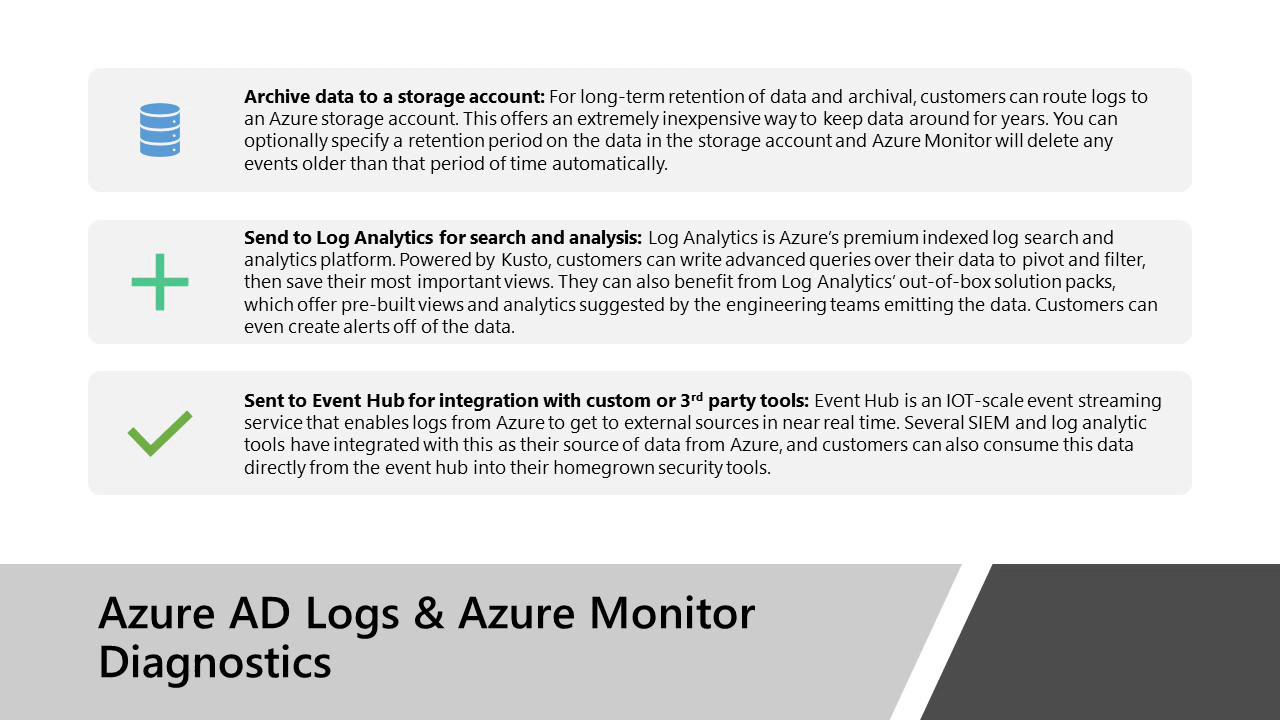 Archive data to a storage account: For long-term retention of data and archival, customers can route logs to
an Azure storage account. This offers an extremely inexpensive way to keep data around for years. You can
optionally specify a retention period on the data in the storage account and Azure Monitor will delete any
events older than that period of time automatically.
Send to Log Analytics for search and analysis: Log Analytics is Azure's premium indexed log search and
analytics platform. Powered by Kusto, customers can write advanced queries over their data to pivot and filter,
then save their most important views. They can also benefit from Log Analytics' out-of-box solution packs,
which offer pre-built views and analytics suggested by the engineering teams emitting the data. Customers can
even create alerts off of the data.
Sent to Event Hub for integration with custom or 3rd party tools: Event Hub is an IOT-scale event streaming
service that enables logs from Azure to get to external sources in near real time. Several SIEM and log analytic
tools have integrated with this as their source of data from Azure, and customers can also consume this data
directly from the event hub into their homegrown security tools.
Azure AD Logs & Azure Monitor
Diagnostics